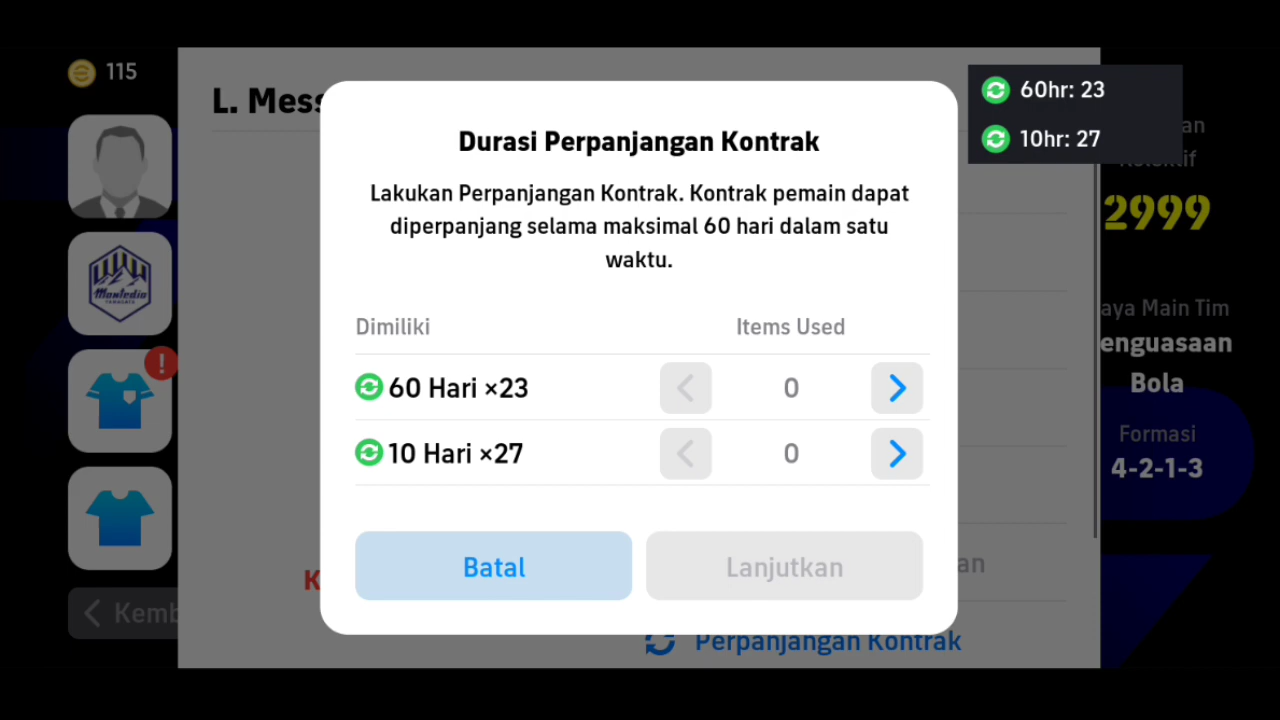 115
L. Mess
60hr: 23
10hr: 27
2999
Durasi Perpanjangan Kontrak
Lakukan Perpanjangan Kontrak. Kontrak pemain dapat
diperpanjang selama maksimal 60 hari dalam satu
waktu.
Dimiliki
Items Used
60 Hari ×23
0
10 Hari ×27
0
Batal
Lanjutkan
Perpanjangan Kontrak
Kemb
Montedio
aya Main Tim
enguasaan
Bola
Formasi
4-2-1-3